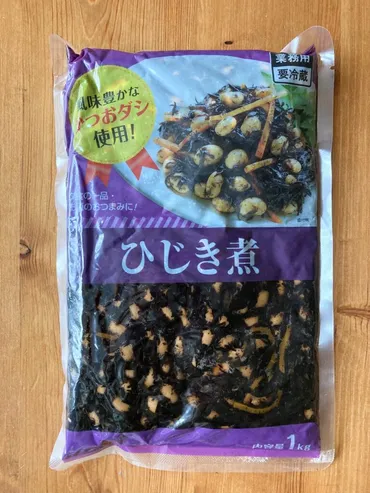 業務用
要冷蔵
風味豊かな
かつおダシ
使用!
ひじき煮
内容量1kg